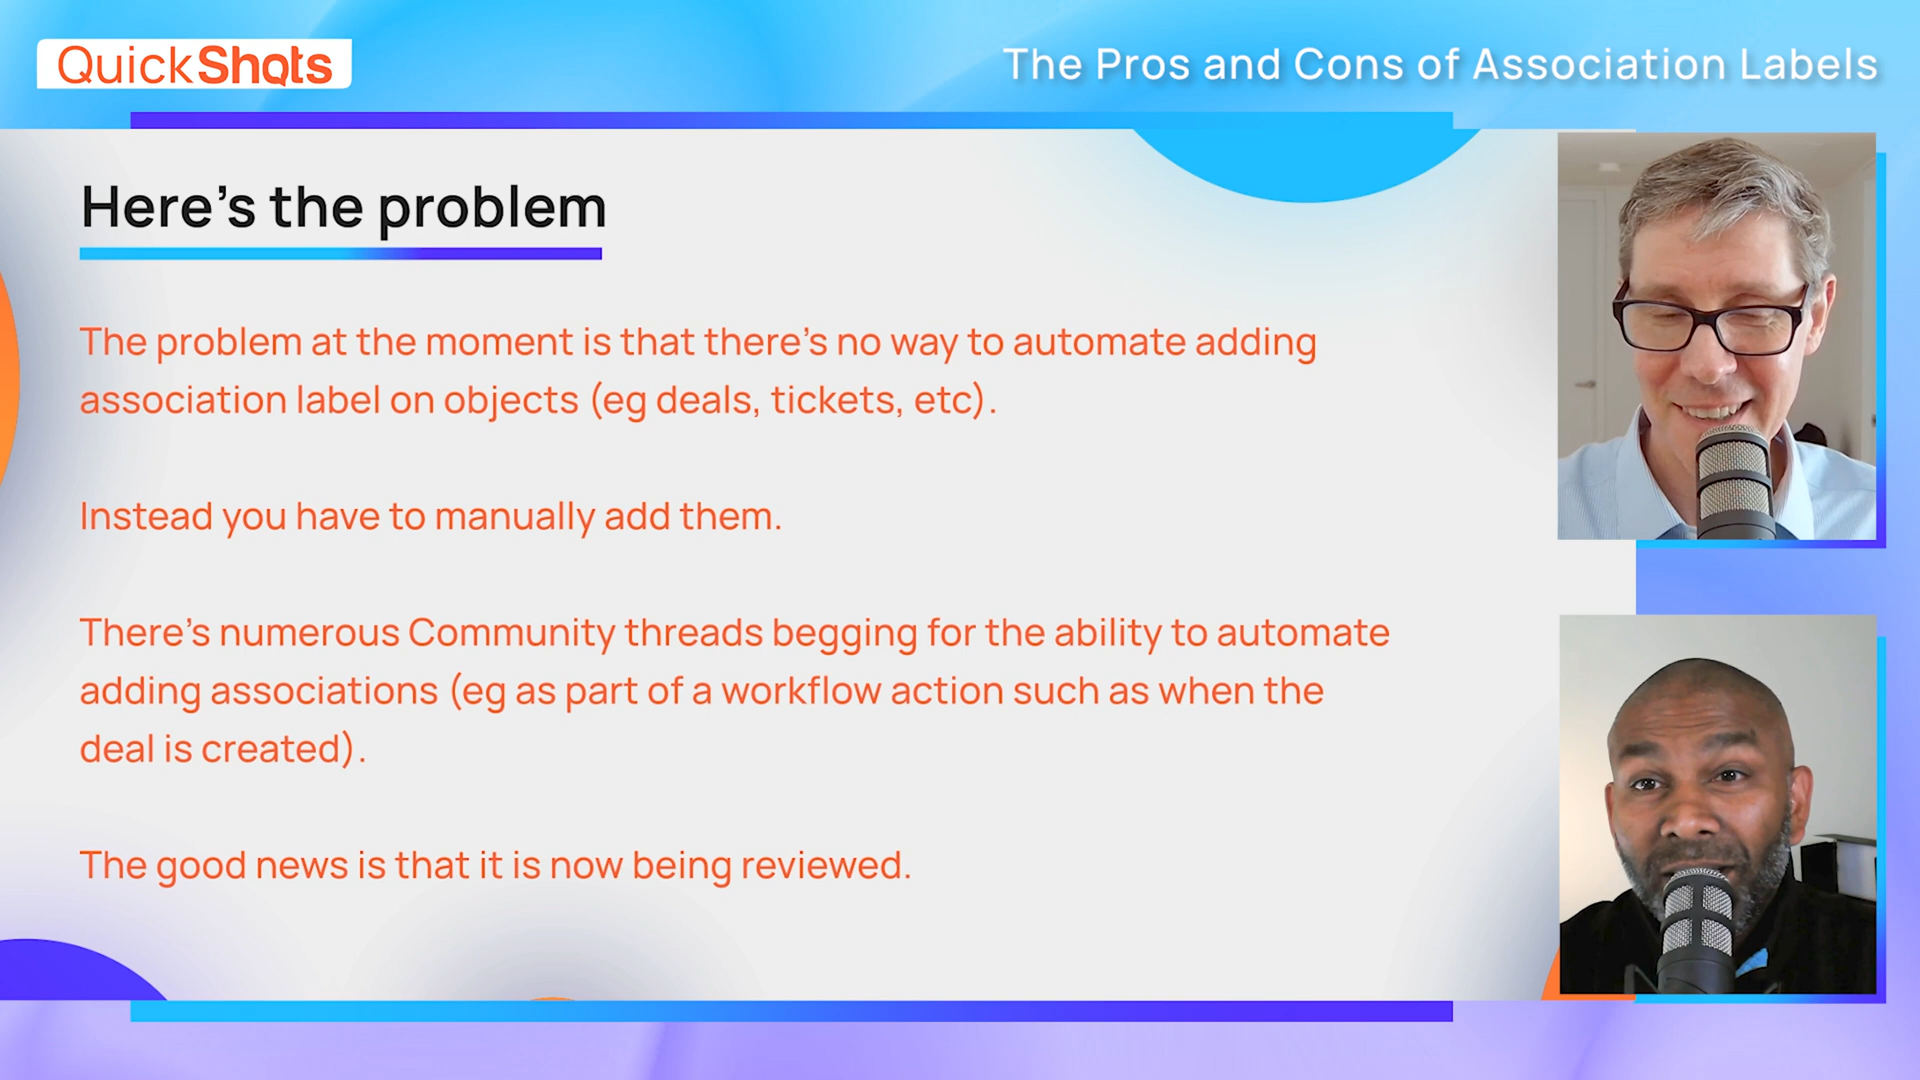 QuickShots
The Pros and Cons of Association Labels
Here's the problem
The problem at the moment is that there's no way to automate adding
association label on objects (eg deals, tickets, etc).
Instead you have to manually add them.
There's numerous Community threads begging for the ability to automate
adding associations (eg as part of a workflow action such as when the
deal is created).
The good news is that it is now being reviewed.